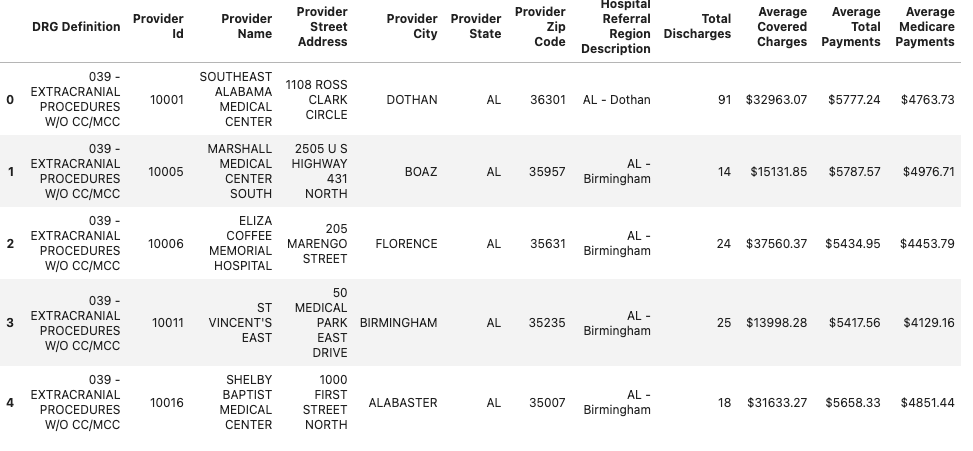 DRG Definition Provider Id Provider Name Provider Street Address Provider City Provider State Provider Zip Code Hospital Referral Region Description Total Discharges Average Covered Charges Average Total Payments Average Medicare Payments
0 039 - EXTRACRANIAL PROCEDURES W/O CC/MCC 10001 SOUTHEAST ALABAMA MEDICAL CENTER 1108 ROSS CLARK CIRCLE DOTHAN AL 36301 AL - Dothan 91 $32963.07 $5777.24 $4763.73
1 039 - EXTRACRANIAL PROCEDURES W/O CC/MCC 10005 MARSHALL MEDICAL CENTER SOUTH 2505 U S HIGHWAY 431 NORTH BOAZ AL 35957 AL - Birmingham 14 $15131.85 $5787.57 $4976.71
2 039 - EXTRACRANIAL PROCEDURES W/O CC/MCC 10006 ELIZA COFFEE MEMORIAL HOSPITAL 205 MARENGO STREET FLORENCE AL 35631 AL - Birmingham 24 $37560.37 $5434.95 $4453.79
3 039 - EXTRACRANIAL PROCEDURES W/O CC/MCC 10011 ST VINCENT'S EAST 50 MEDICAL PARK EAST DRIVE BIRMINGHAM AL 35235 AL - Birmingham 25 $13998.28 $5417.56 $4129.16
4 039 - EXTRACRANIAL PROCEDURES W/O CC/MCC 10016 SHELBY BAPTIST MEDICAL CENTER 1000 FIRST STREET NORTH ALABASTER AL 35007 AL - Birmingham 18 $31633.27 $5658.33 $4851.44